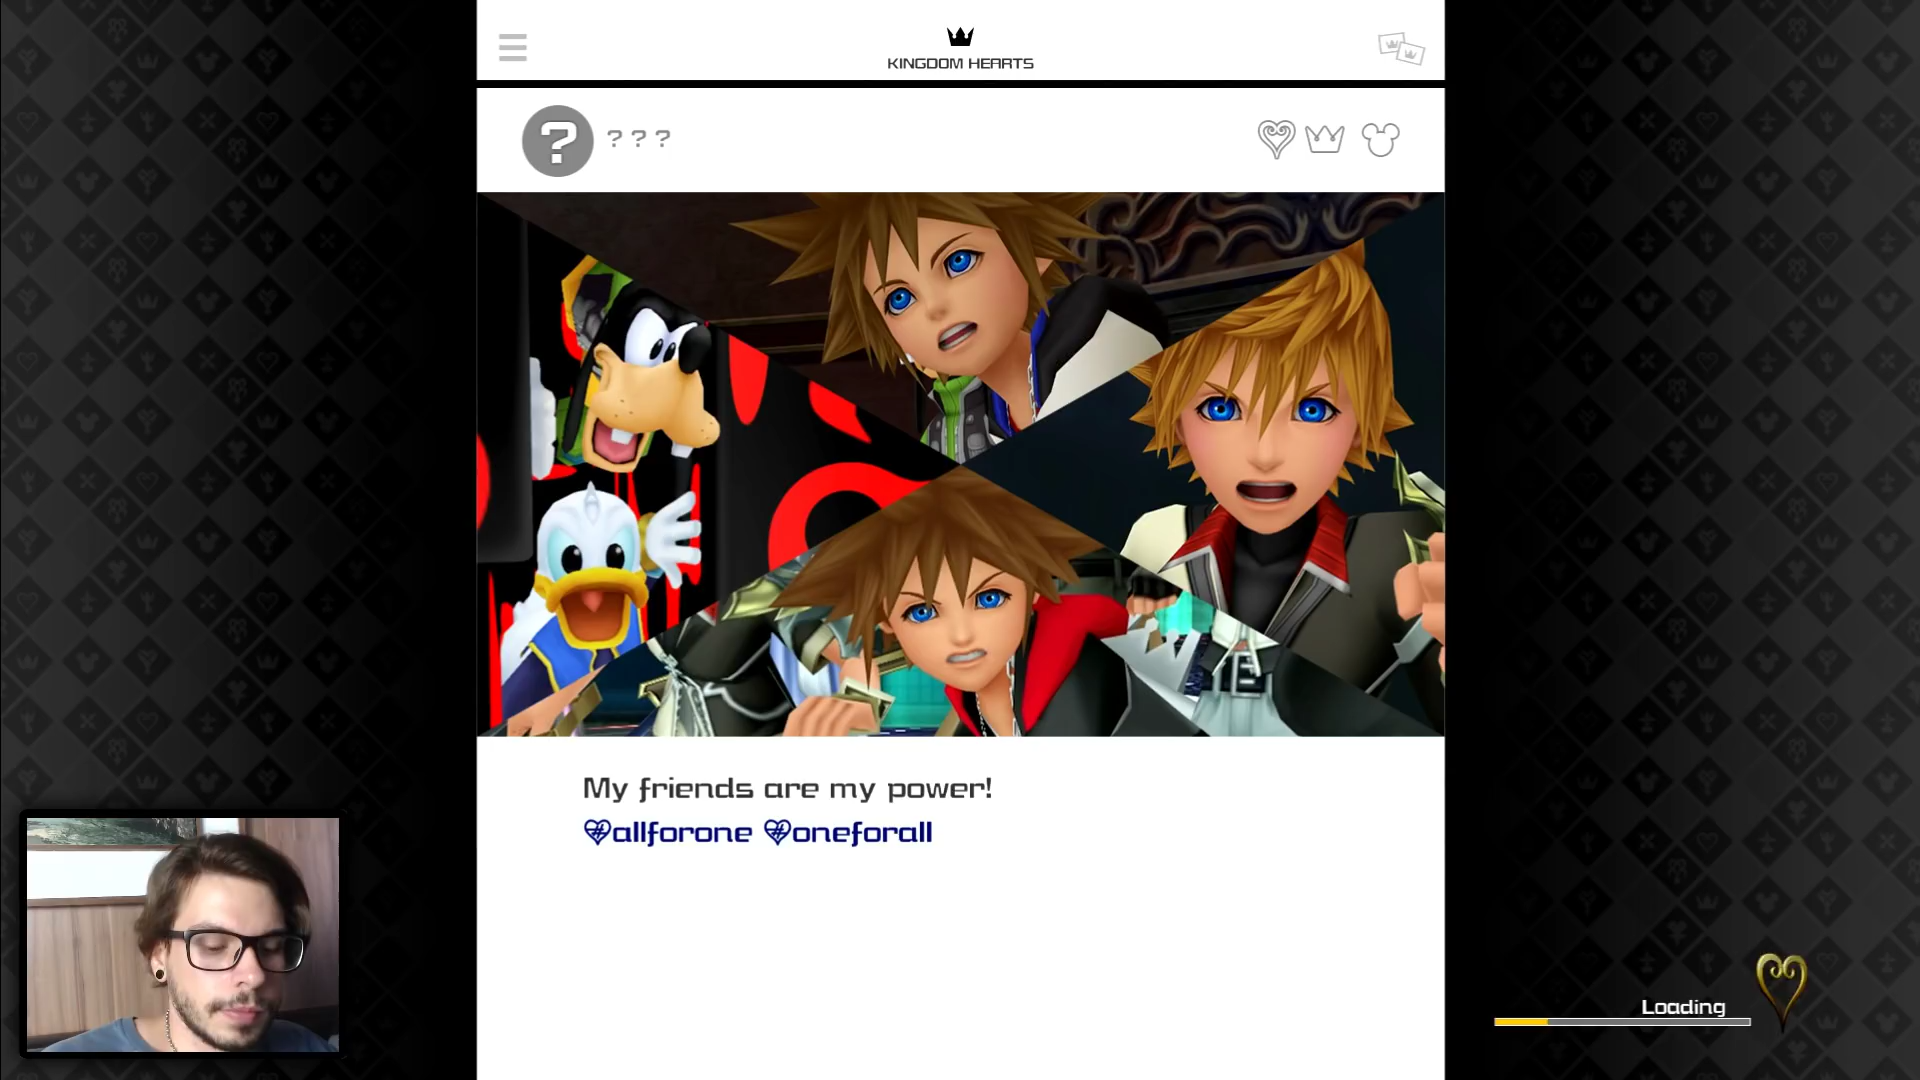 KINGDOM HEARTS
? ? ? ?
My friends are my power!
#allforone #oneforall
Loading